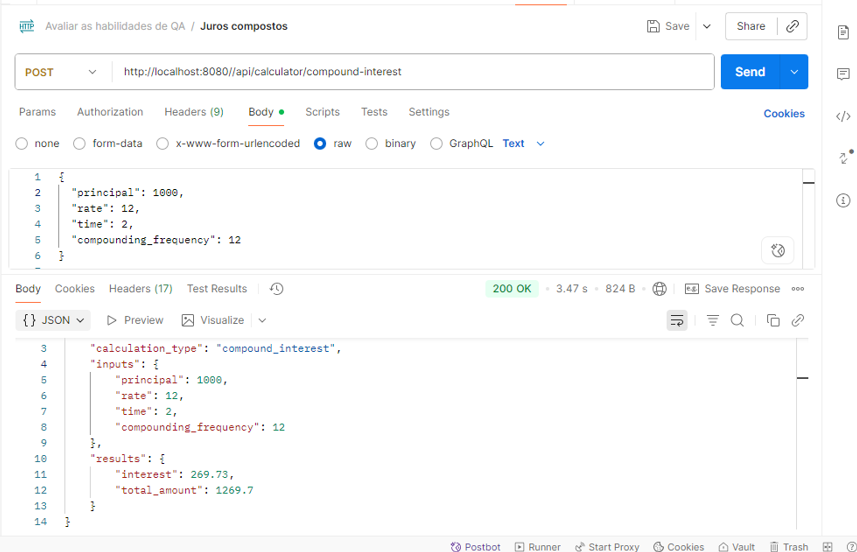 HTTP Avaliar as habilidades de QA / Juros compostos Save Share
POST http://localhost:8080//api/calculator/compound-interest Send
Params Authorization Headers (9) Body Scripts Tests Settings Cookies
none form-data x-www-form-urlencoded raw binary GraphQL Text
1 {
2 "principal": 1000,
3 "rate": 12,
4 "time": 2,
5 "compounding_frequency": 12
6 }
Body Cookies Headers (17) Test Results 200 OK 3.47 s 824 B e.g. Save Response
{} JSON Preview Visualize
3 "calculation_type": "compound_interest",
4 "inputs": {
5 "principal": 1000,
6 "rate": 12,
7 "time": 2,
8 "compounding_frequency": 12
9 },
10 "results": {
11 "interest": 269.73,
12 "total_amount": 1269.7
13 }
14 }
Postbot Runner Start Proxy Cookies Vault Trash